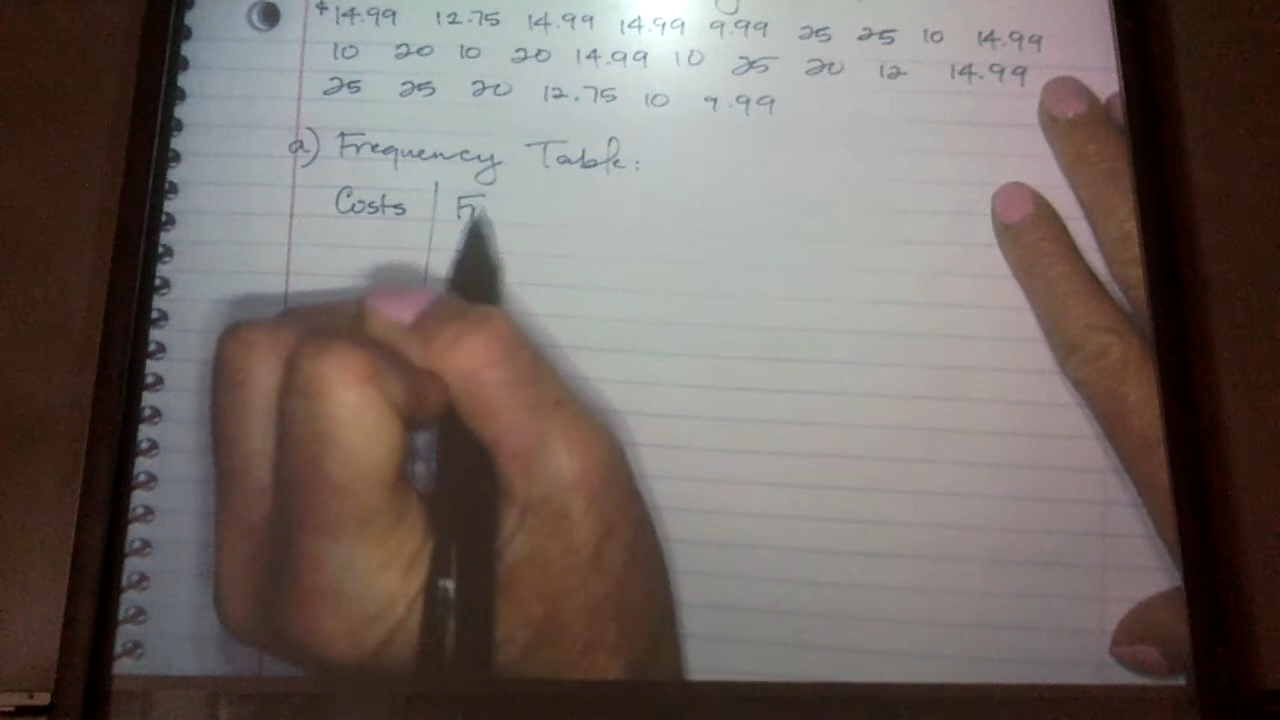 $14.99 12.75 14.99 14.99 9.99 25 25 10 14.99
10 20 10 20 14.99 10 25 20 12 14.99
25 25 20 12.75 10 9.99
a) Frequency Table:
Costs F